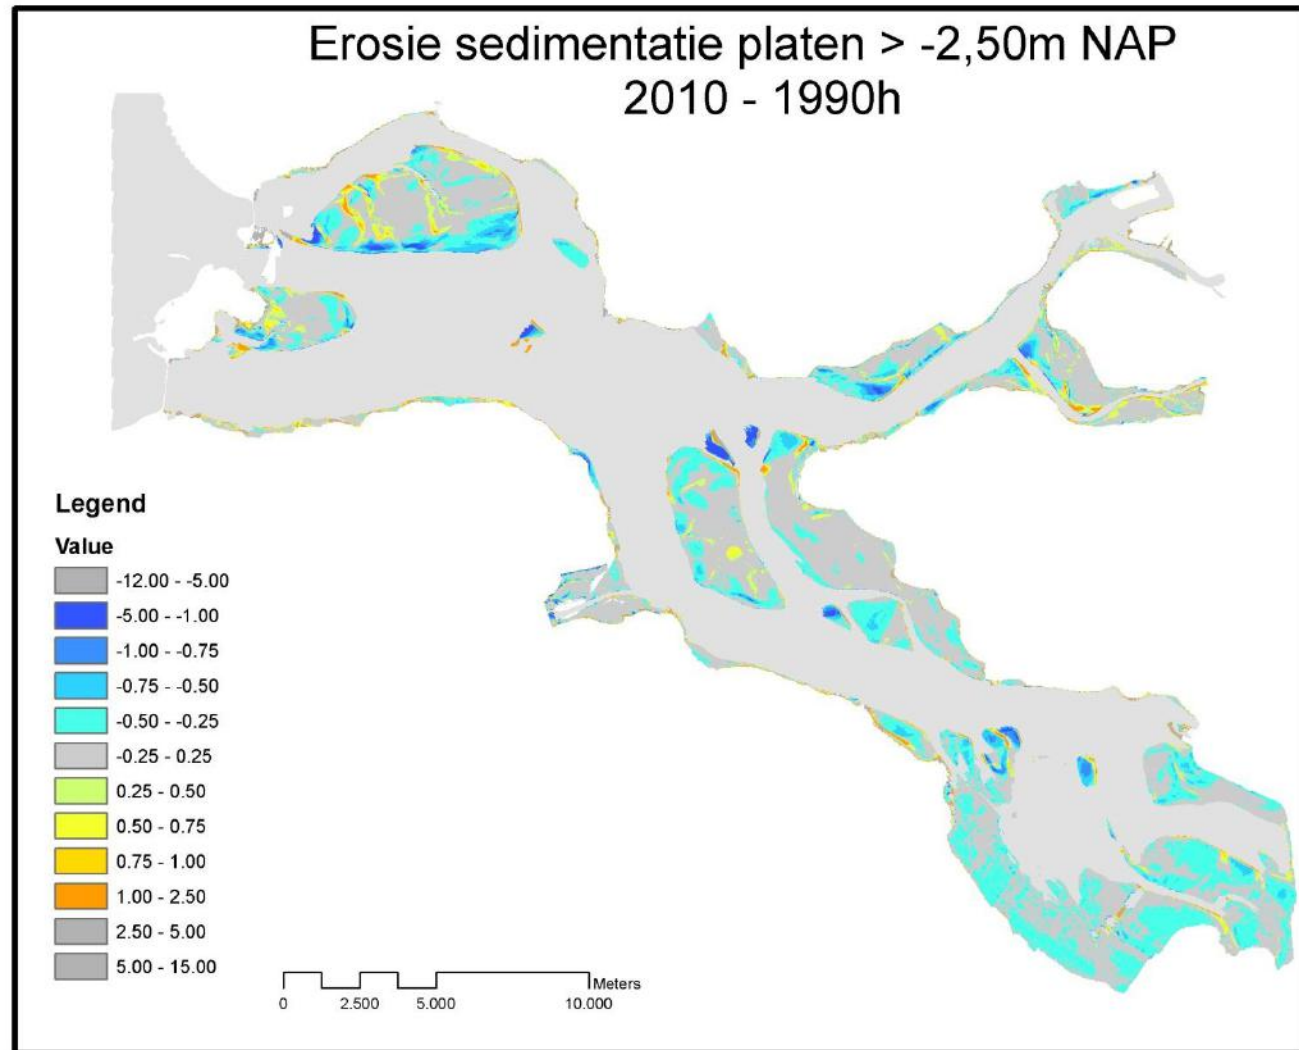 Erosie sedimentatie platen > -2,50m NAP
2010 - 1990h
Legend
Value
-12.00 - -5.00
-5.00 - -1.00
-1.00 - -0.75
-0.75 - -0.50
-0.50 - -0.25
-0.25 - 0.25
0.25 - 0.50
0.50 - 0.75
0.75 - 1.00
1.00 - 2.50
2.50 - 5.00
5.00 - 15.00
Meters
0 2.500 5.000 10.000